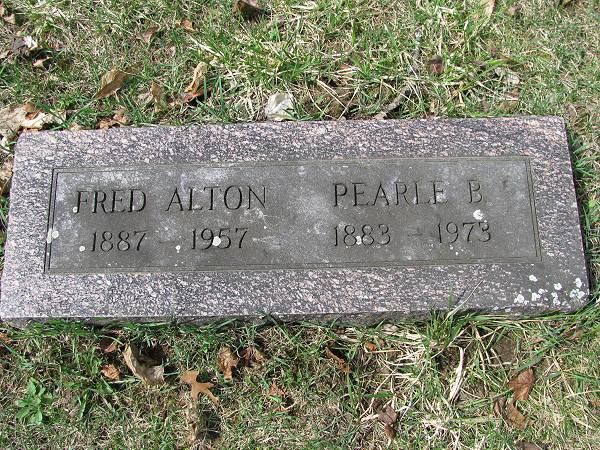 FRED ALTON
1887 - 1957
PEARLE B
1883 - 1973